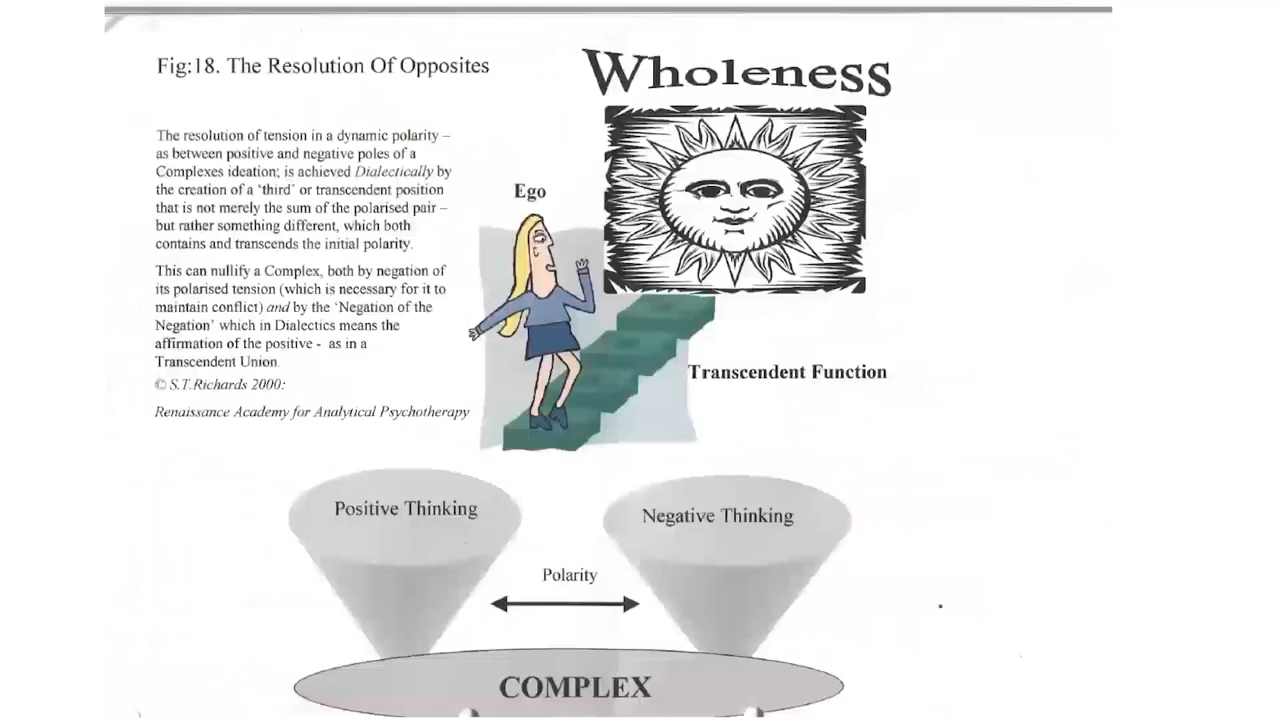 Fig:18. The Resolution Of Opposites
Wholeness
The resolution of tension in a dynamic polarity –
as between positive and negative poles of a
Complexes ideation; is achieved Dialectically by
the creation of a ‘third’ or transcendent position
that is not merely the sum of the polarised pair –
but rather something different, which both
contains and transcends the initial polarity.
This can nullify a Complex, both by negation of
its polarised tension (which is necessary for it to
maintain conflict) and by the ‘Negation of the
Negation’ which in Dialectics means the
affirmation of the positive - as in a
Transcendent Union.
© S.T.Richards 2000:
Renaissance Academy for Analytical Psychotherapy
Ego
Transcendent Function
Positive Thinking
Negative Thinking
Polarity
COMPLEX